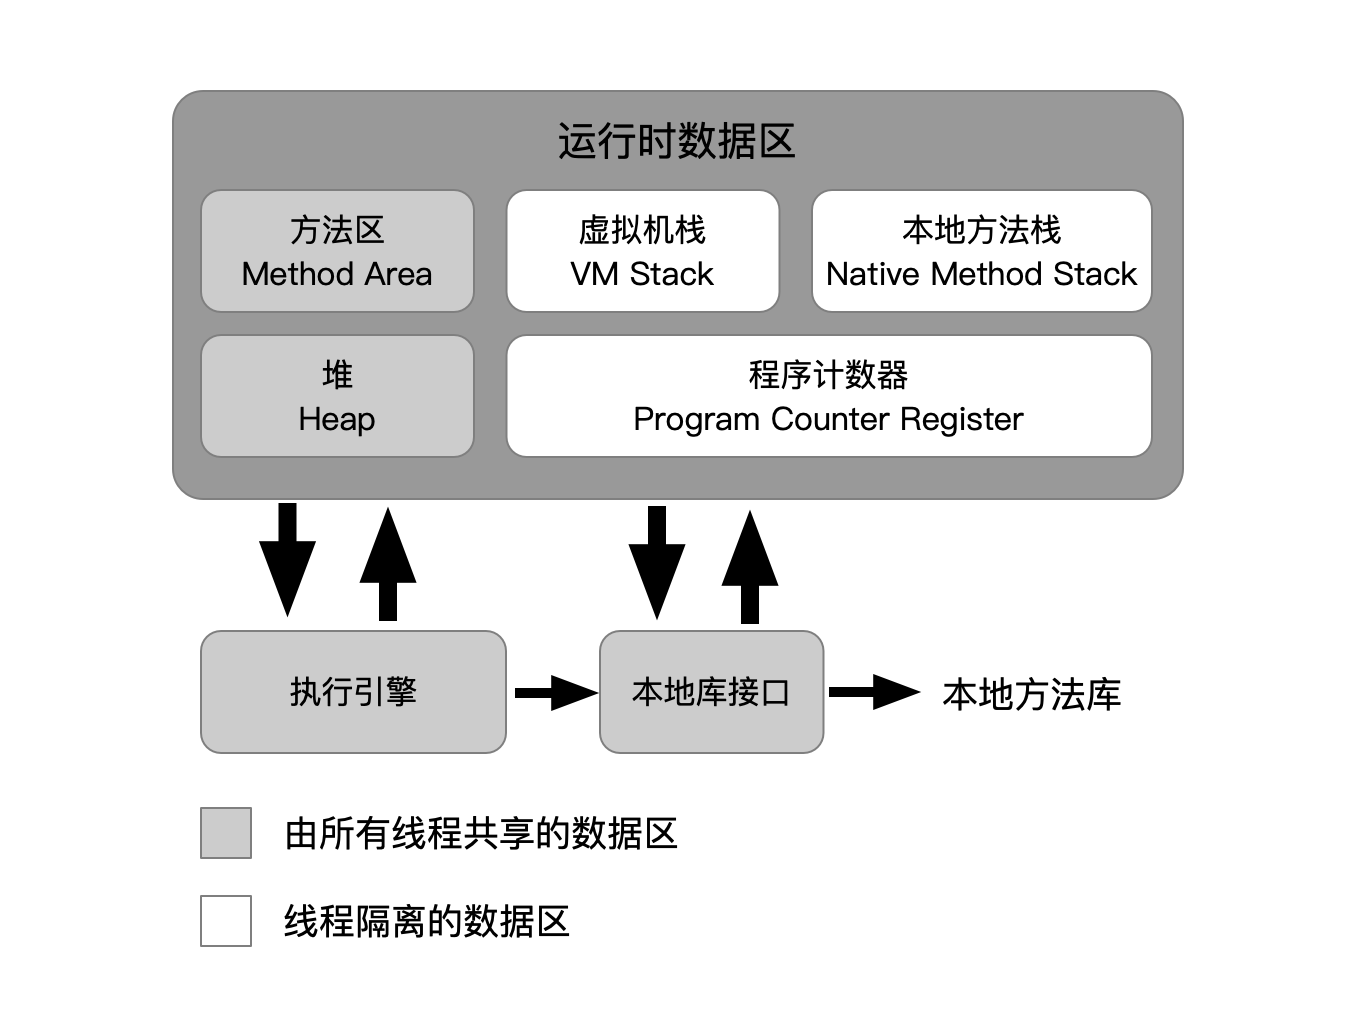 运行时数据区
方法区
Method Area
虚拟机栈
VM Stack
本地方法栈
Native Method Stack
堆
Heap
程序计数器
Program Counter Register
执行引擎
本地库接口
本地方法库
由所有线程共享的数据区
线程隔离的数据区